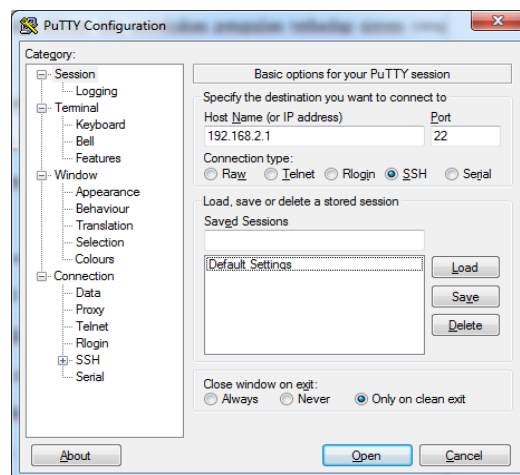 PuTTY Configuration
Category:
Session
Logging
Terminal
Keyboard
Bell
Features
Window
Appearance
Behaviour
Translation
Selection
Colours
Connection
Data
Proxy
Telnet
Rlogin
SSH
Serial
Basic options for your PuTTY session
Specify the destination you want to connect to
Host Name (or IP address) Port
192.168.2.1 22
Connection type:
Raw Telnet Rlogin SSH Serial
Load, save or delete a stored session
Saved Sessions
Default Settings
Load
Save
Delete
Close window on exit:
Always Never Only on clean exit
About Open Cancel